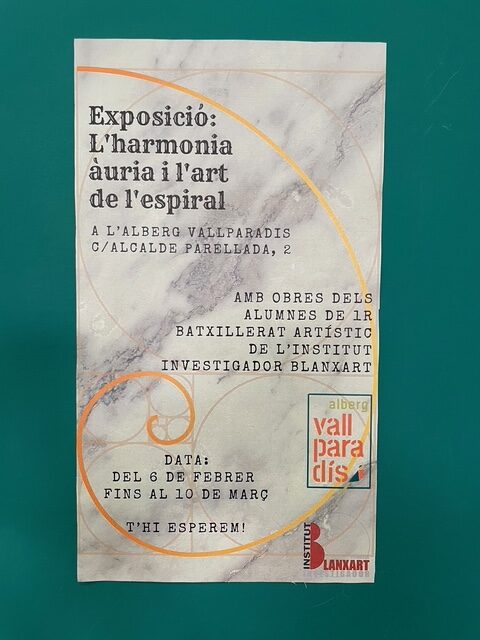 Exposició:
L'harmonia
àuria i l'art
de l'espiral
A L'ALBERG VALLPARADIS
C/ALCALDE PARELLADA, 2
AMB OBRES DELS
ALUMNES DE 1R
BATXILLERAT ARTÍSTIC
DE L'INSTITUT
INVESTIGADOR BLANXART
alberg
vall
para
dís
DATA:
DEL 6 DE FEBRER
FINS AL 10 DE MARÇ
T'HI ESPEREM!
INSTITUT
BLANXART
INVESTIGADOR